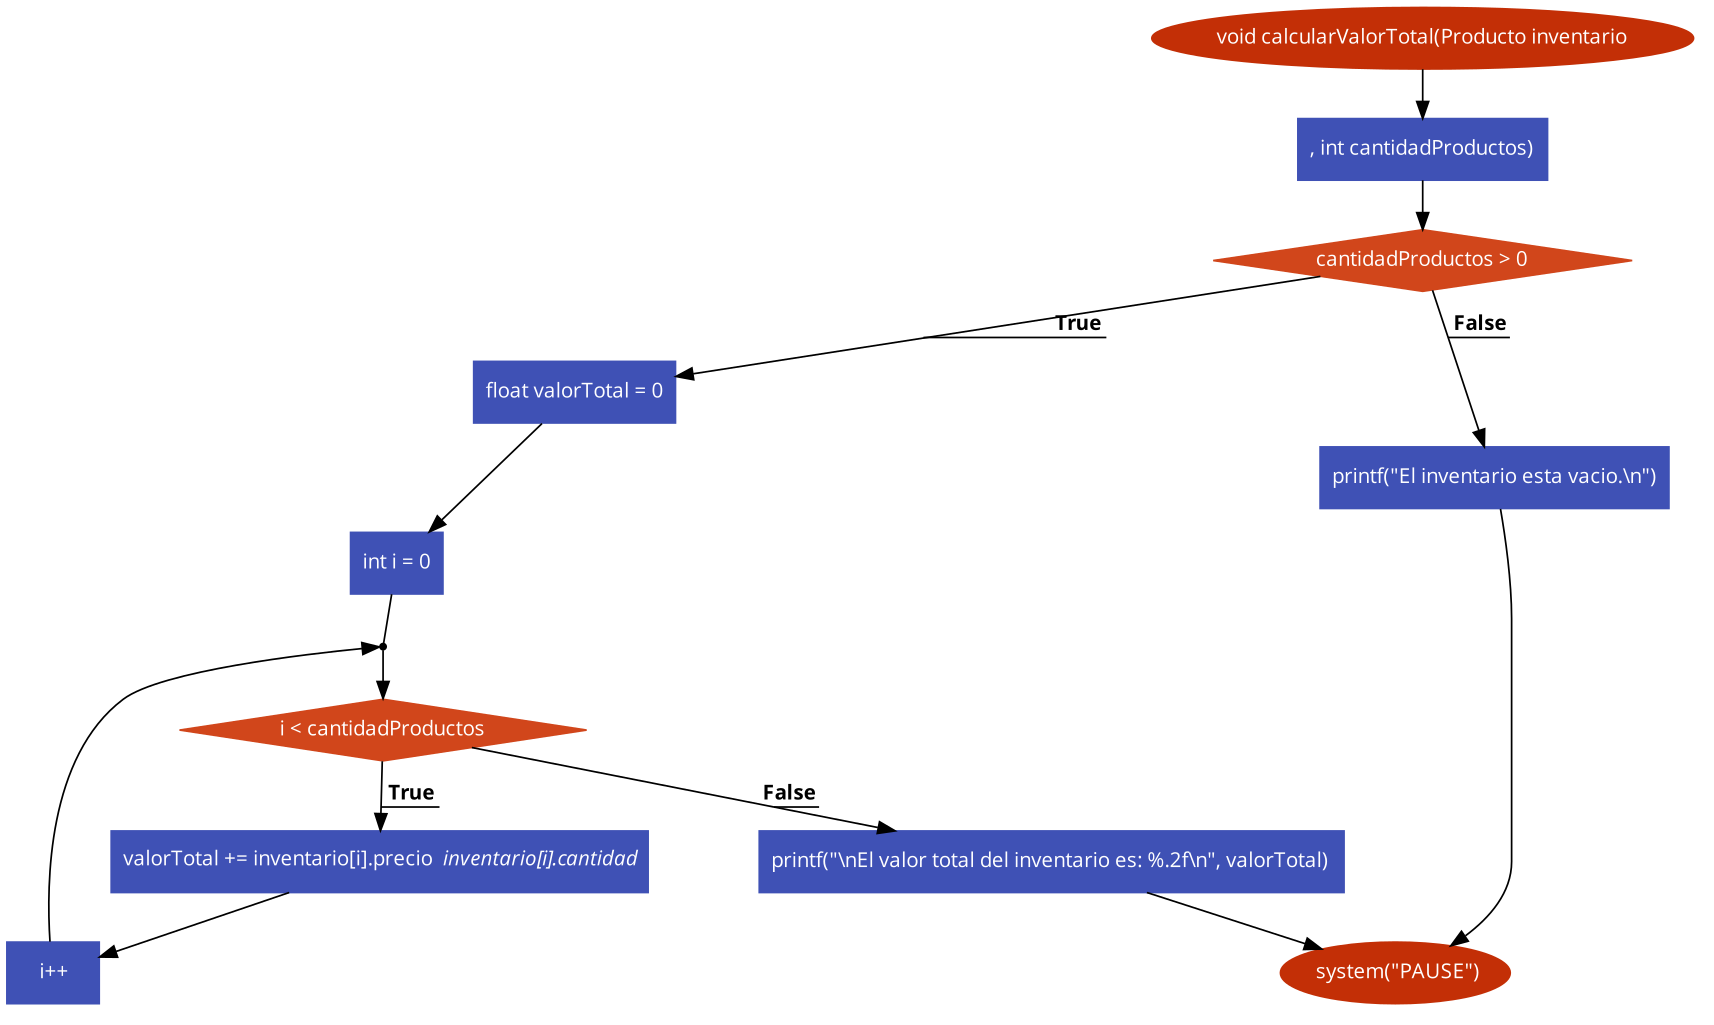 void calcularValorTotal(Producto inventario
, int cantidadProductos)
cantidadProductos > 0
True
False
float valorTotal = 0
printf("El inventario esta vacio.\n")
int i = 0
i < cantidadProductos
True
False
valorTotal += inventario[i].precio inventario[i].cantidad
printf("\nEl valor total del inventario es: %.2f\n", valorTotal)
i++
system("PAUSE")